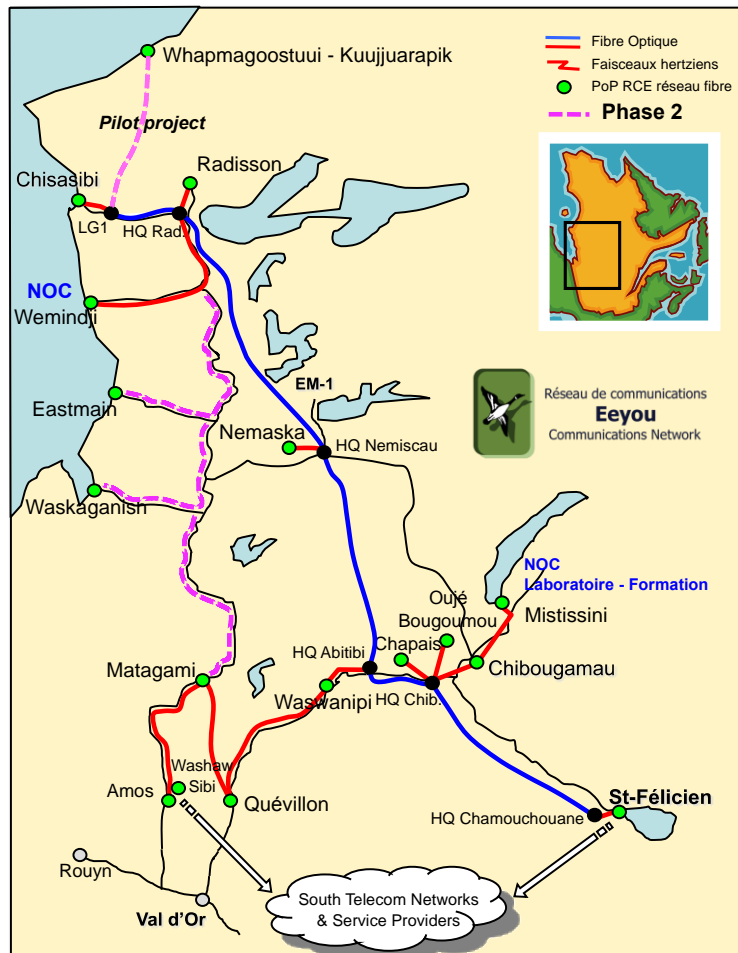 Whapmagoostuui - Kuujjuarapik
Fibre Optique
Faisceaux hertziens
PoP RCE réseau fibre
Phase 2
Pilot project
Radisson
Chisasibi
LG1
HQ Rad.
NOC
Wemindji
EM-1
Réseau de communications
Eeyou
Communications Network
Eastmain
Nemaska
HQ Nemiscau
Waskaganish
NOC
Laboratoire - Formation
Oujé
Bougoumou
Mistissini
Chapais
HQ Abitibi
Chibougamau
Matagami
Waswanipi
HQ Chib.
Washaw
Sibi
Amos
Quévillon
St-Félicien
HQ Chamouchouane
Rouyn
Val d'Or
South Telecom Networks
& Service Providers